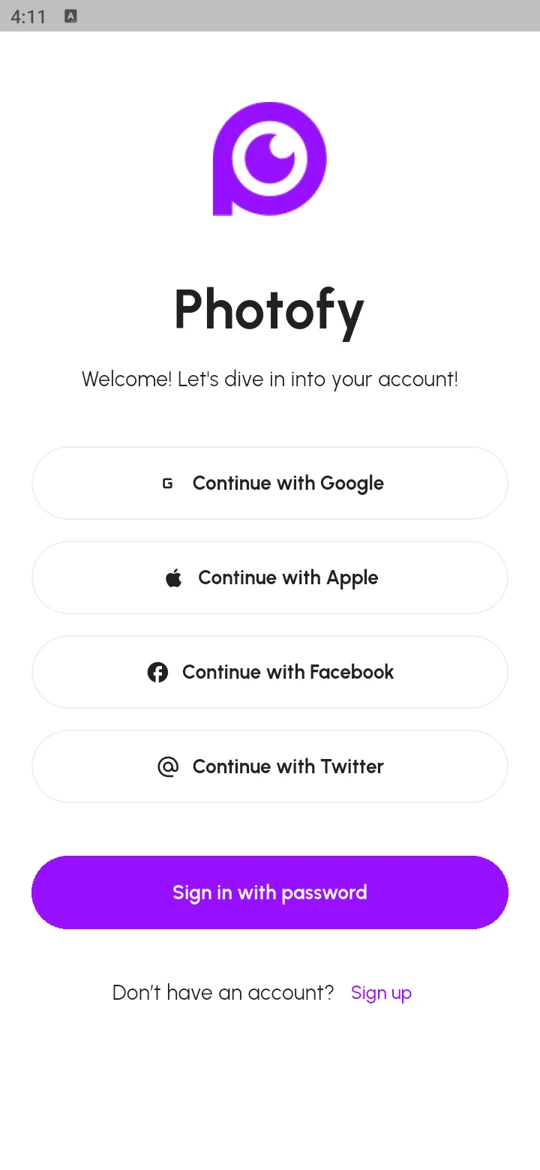 4:11
A
Photofy
Welcome! Let's dive in into your account!
G Continue with Google
Continue with Apple
Continue with Facebook
@ Continue with Twitter
Sign in with password
Don't have an account? Sign up